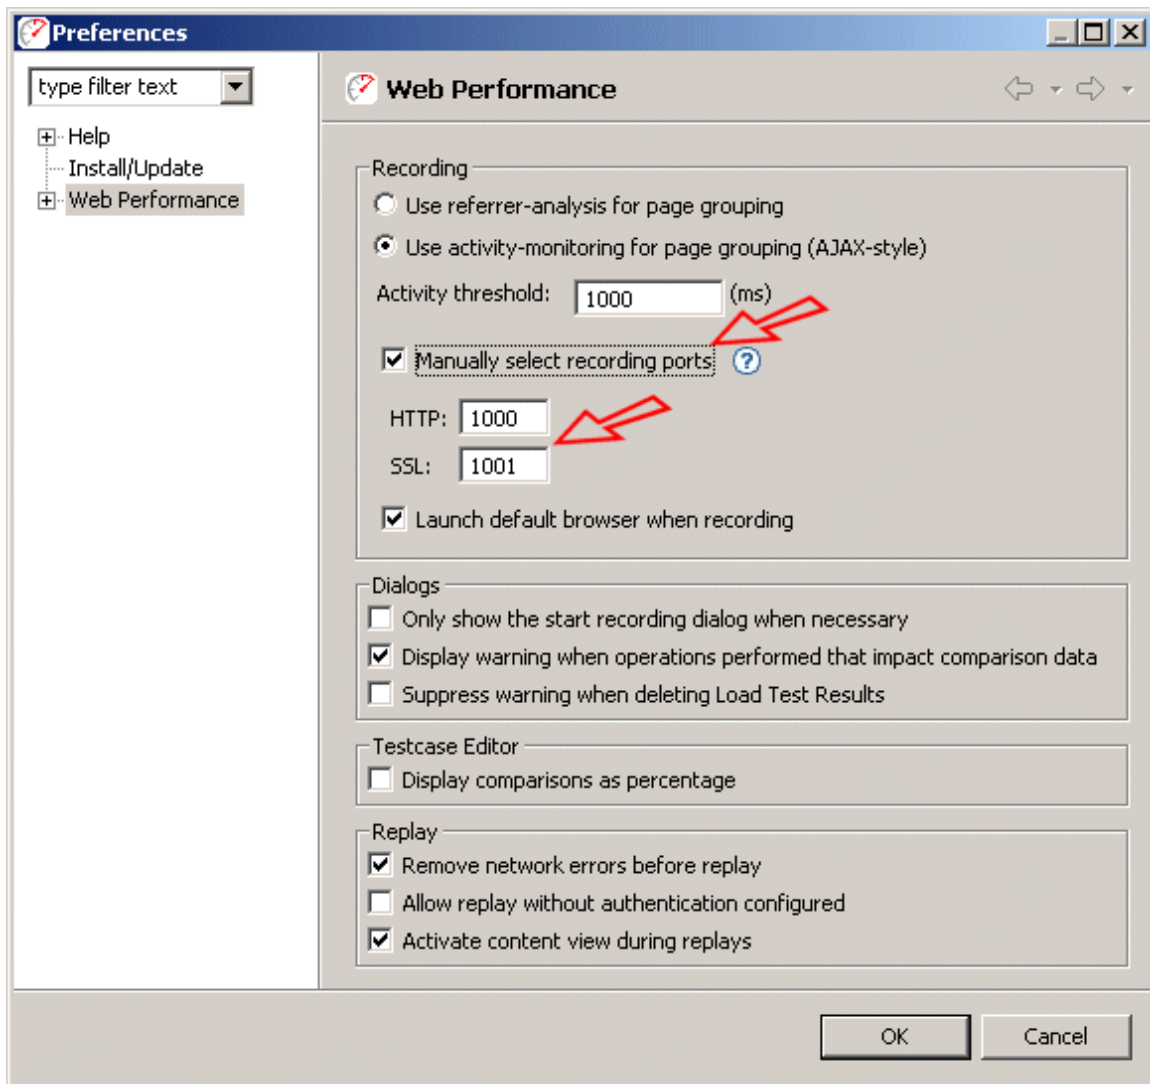 Preferences
type filter text
Web Performance
Help
Install/Update
Web Performance
Recording
Use referrer-analysis for page grouping
Use activity-monitoring for page grouping (AJAX-style)
Activity threshold: 1000 (ms)
Manually select recording ports ?
HTTP: 1000
SSL: 1001
Launch default browser when recording
Dialogs
Only show the start recording dialog when necessary
Display warning when operations performed that impact comparison data
Suppress warning when deleting Load Test Results
Testcase Editor
Display comparisons as percentage
Replay
Remove network errors before replay
Allow replay without authentication configured
Activate content view during replays
OK Cancel